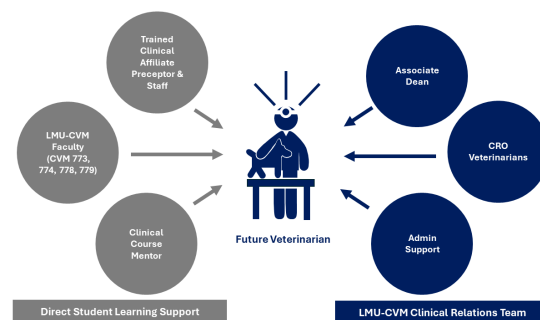 Trained
Clinical
Affiliate
Preceptor &
Staff
LMU-CVM
Faculty
(CVM 773,
774, 778, 779)
Clinical
Course
Mentor
Direct Student Learning Support
Future Veterinarian
Associate
Dean
CRO
Veterinarians
Admin
Support
LMU-CVM Clinical Relations Team